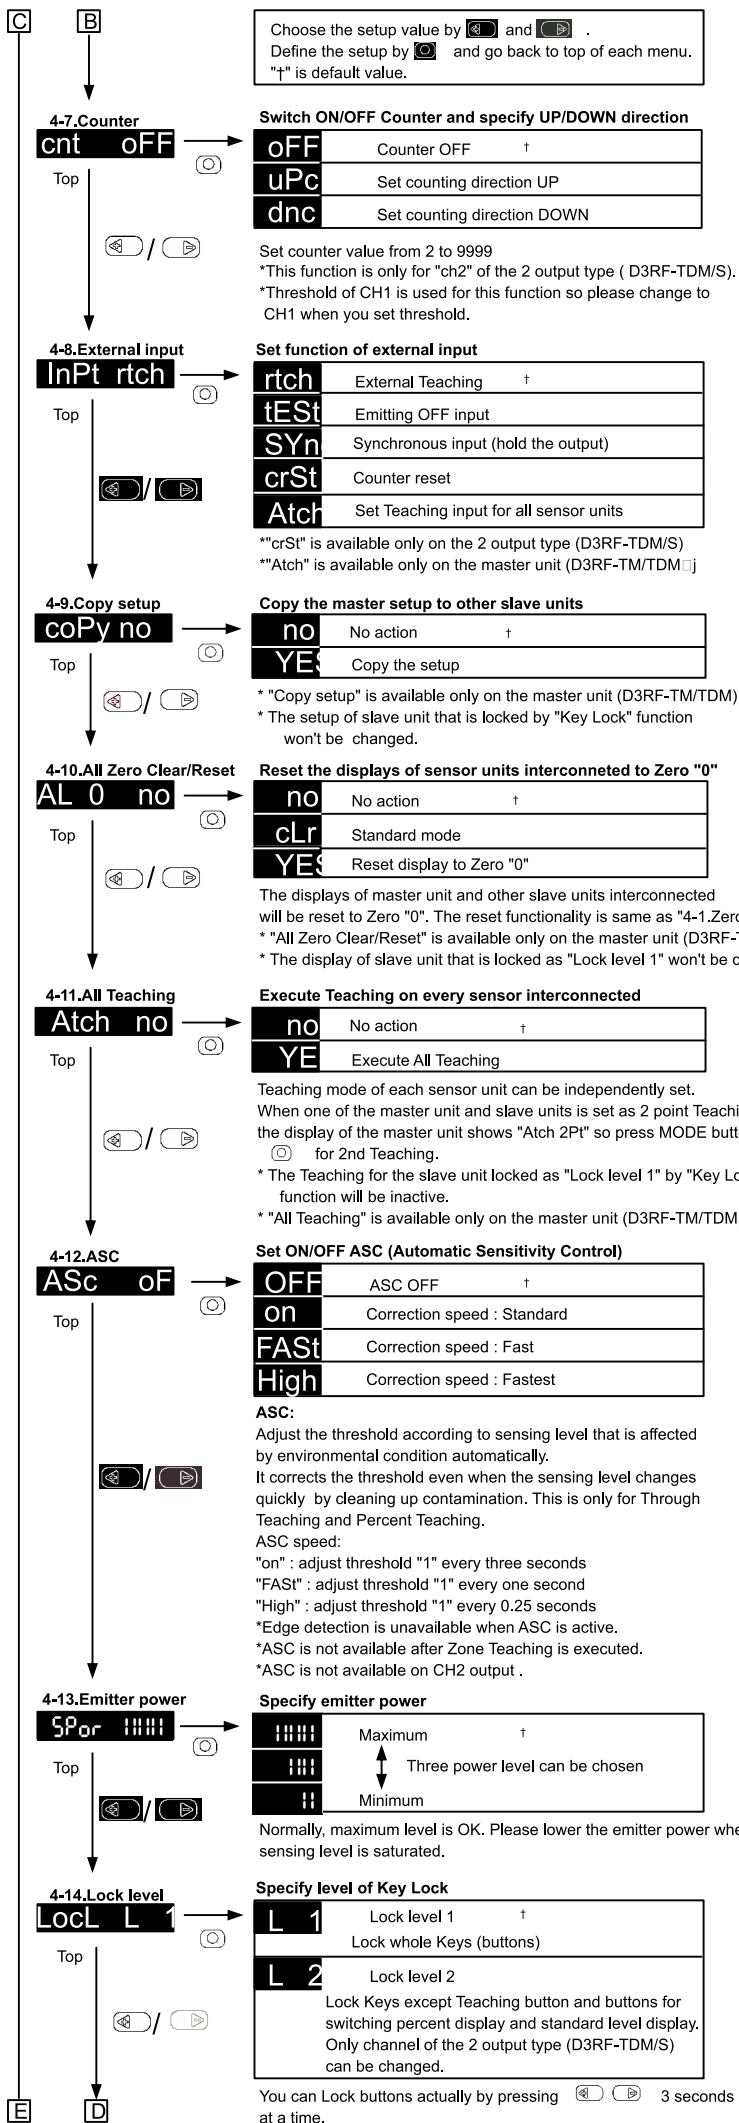 C
B
Choose the setup value by and .
Define the setup by and go back to top of each menu.
"†" is default value.
4-7.Counter
cnt oFF
Top
Switch ON/OFF Counter and specify UP/DOWN direction
oFF Counter OFF †
uPc Set counting direction UP
dnc Set counting direction DOWN
/
Set counter value from 2 to 9999
*This function is only for "ch2" of the 2 output type ( D3RF-TDM/S).
*Threshold of CH1 is used for this function so please change to
CH1 when you set threshold.
4-8.External input
InPt rtch
Top
Set function of external input
rtch External Teaching †
tESt Emitting OFF input
SYn Synchronous input (hold the output)
crSt Counter reset
Atch Set Teaching input for all sensor units
/
*"crSt" is available only on the 2 output type (D3RF-TDM/S)
*"Atch" is available only on the master unit (D3RF-TM/TDM□j
4-9.Copy setup
coPy no
Top
Copy the master setup to other slave units
no No action †
YES Copy the setup
/
* "Copy setup" is available only on the master unit (D3RF-TM/TDM)
* The setup of slave unit that is locked by "Key Lock" function
won't be changed.
4-10.All Zero Clear/Reset
AL 0 no
Top
Reset the displays of sensor units interconneted to Zero "0"
no No action †
cLr Standard mode
YES Reset display to Zero "0"
/
The displays of master unit and other slave units interconnected
will be reset to Zero "0". The reset functionality is same as "4-1.Zero
* "All Zero Clear/Reset" is available only on the master unit (D3RF-
* The display of slave unit that is locked as "Lock level 1" won't be
4-11.All Teaching
Atch no
Top
Execute Teaching on every sensor interconnected
no No action †
YE Execute All Teaching
/
Teaching mode of each sensor unit can be independently set.
When one of the master unit and slave units is set as 2 point Teachi
the display of the master unit shows "Atch 2Pt" so press MODE butt
for 2nd Teaching.
* The Teaching for the slave unit locked as "Lock level 1" by "Key Lo
function will be inactive.
* "All Teaching" is available only on the master unit (D3RF-TM/TDM
4-12.ASC
ASc oF
Top
Set ON/OFF ASC (Automatic Sensitivity Control)
OFF ASC OFF †
on Correction speed : Standard
FASt Correction speed : Fast
High Correction speed : Fastest
/
ASC:
Adjust the threshold according to sensing level that is affected
by environmental condition automatically.
It corrects the threshold even when the sensing level changes
quickly by cleaning up contamination. This is only for Through
Teaching and Percent Teaching.
ASC speed:
"on" : adjust threshold "1" every three seconds
"FASt" : adjust threshold "1" every one second
"High" : adjust threshold "1" every 0.25 seconds
*Edge detection is unavailable when ASC is active.
*ASC is not available after Zone Teaching is executed.
*ASC is not available on CH2 output .
4-13.Emitter power
SPor
Top
Specify emitter power
Maximum †
Three power level can be chosen
Minimum
/
Normally, maximum level is OK. Please lower the emitter power whe
sensing level is saturated.
4-14.Lock level
LocL L 1
Top
Specify level of Key Lock
L 1 Lock level 1 †
Lock whole Keys (buttons)
L 2 Lock level 2
Lock Keys except Teaching button and buttons for
switching percent display and standard level display.
Only channel of the 2 output type (D3RF-TDM/S)
can be changed.
/
You can Lock buttons actually by pressing 3 seconds
at a time.
E
D